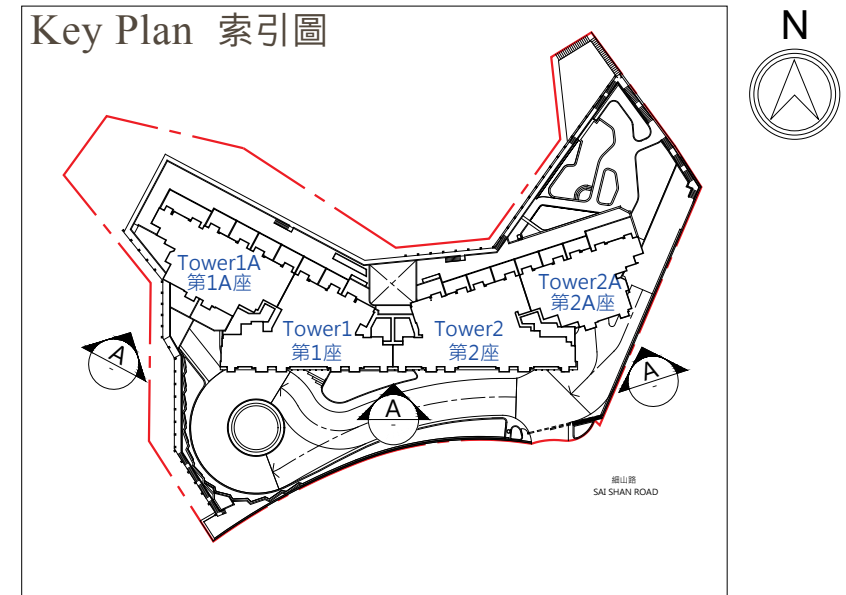 Key Plan 索引圖
N
Tower1A
第1A座
Tower2A
第2A座
Tower1
第1座
Tower2
第2座
A
A
A
細山路
SAI SHAN ROAD